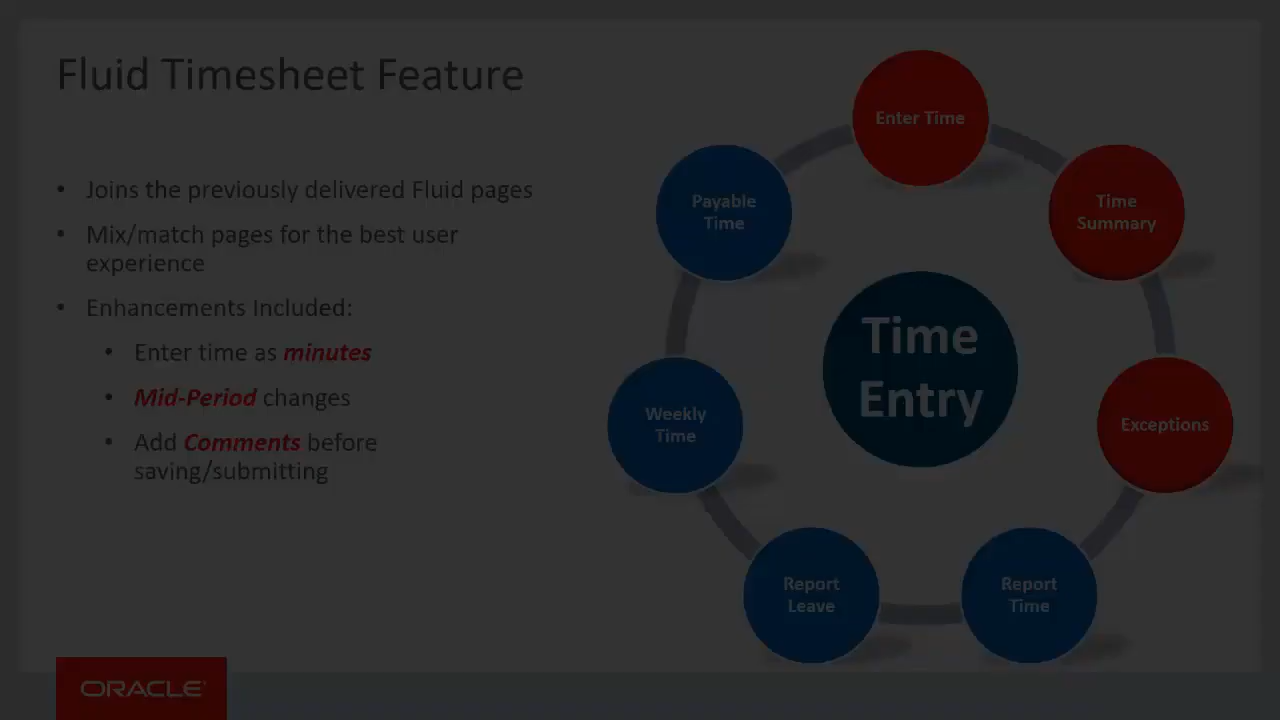 Fluid Timesheet Feature
• Joins the previously delivered Fluid pages
• Mix/match pages for the best user
experience
• Enhancements Included:
• Enter time as minutes
• Mid-Period changes
• Add Comments before
saving/submitting
Enter Time
Time
Summary
Exceptions
Report
Time
Report
Leave
Weekly
Time
Payable
Time
Time
Entry
ORACLE